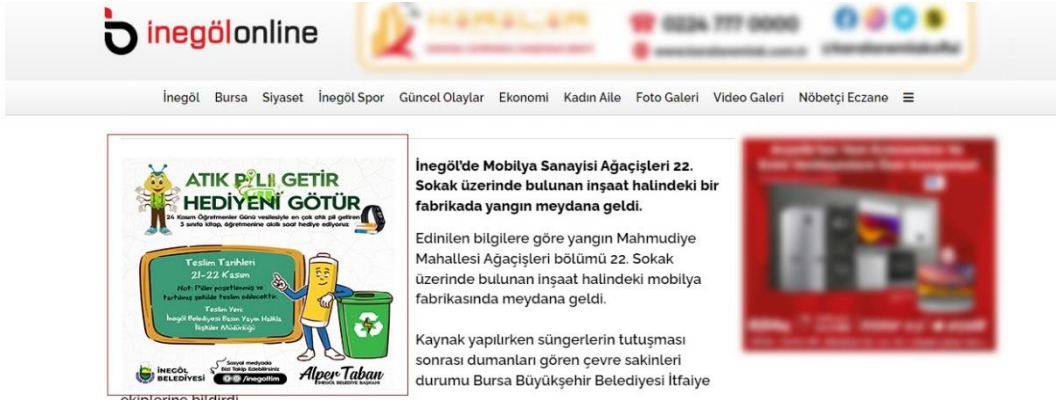 inegölonline
0224 777 0000
İnegöl Bursa Siyaset İnegöl Spor Güncel Olaylar Ekonomi Kadın Aile Foto Galeri Video Galeri Nöbetçi Eczane
ATIK PİLİ GETİR
HEDİYENİ GÖTÜR
24 Kasım Öğretmenler Günü vesilesiyle en çok atık pil getiren
3 sınıfa kitap, öğretmenine akıllı saat hediye ediyoruz.
Teslim Tarihleri
21-22 Kasım
Not: Piller poşetlenmiş ve
tartılmış şekilde teslim edilecektir.
Teslim Yeri:
İnegöl Belediyesi Basın Yayın Halkla
İlişkiler Müdürlüğü
İNEGÖL
BELEDİYESİ
Sosyal medyada
Bizi Takip Edebilirsiniz
/inegoltim
Alper Taban
İNEGÖL BELEDİYE BAŞKANI
İnegöl’de Mobilya Sanayisi Ağaçişleri 22.
Sokak üzerinde bulunan inşaat halindeki bir
fabrikada yangın meydana geldi.
Edinilen bilgilere göre yangın Mahmudiye
Mahallesi Ağaçişleri bölümü 22. Sokak
üzerinde bulunan inşaat halindeki mobilya
fabrikasında meydana geldi.
Kaynak yapılırken süngerlerin tutuşması
sonrası dumanları gören çevre sakinleri
durumu Bursa Büyükşehir Belediyesi İtfaiye
ekiplerine bildirdi.